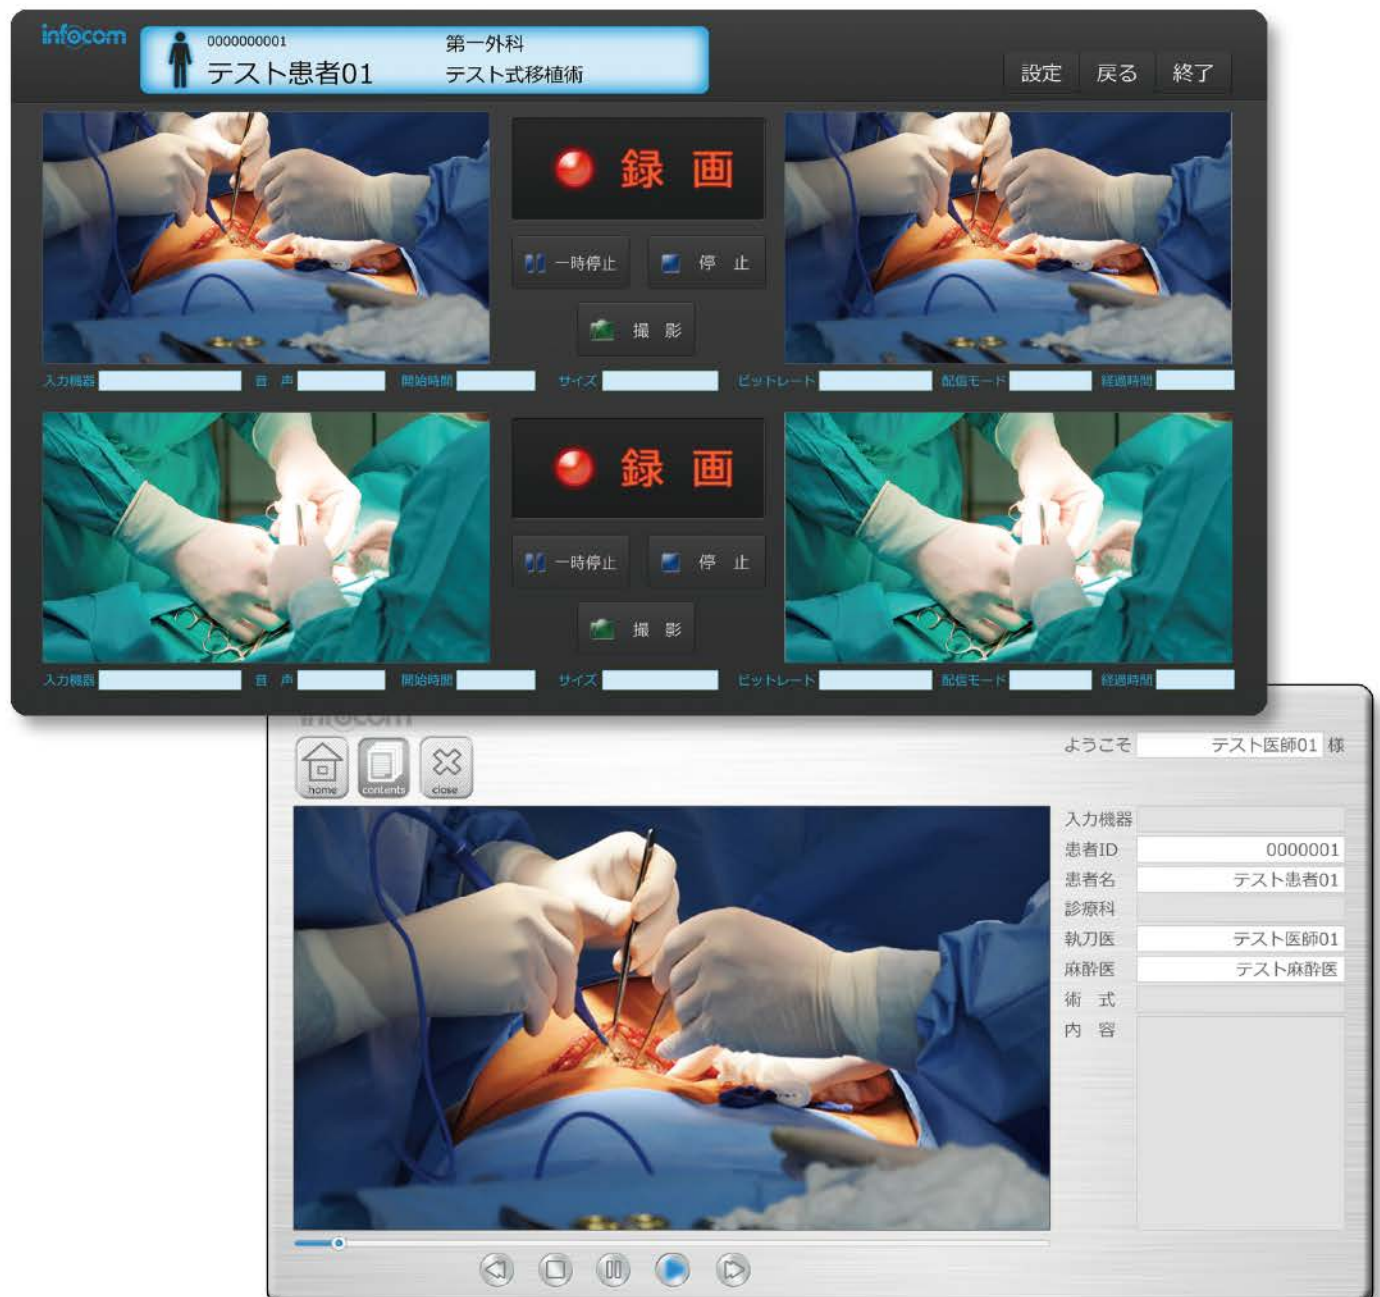 infocom
0000000001 第一外科
テスト患者01 テスト式移植術
設定 戻る 終了
録 画
一時停止 停 止
撮 影
入力機器 音 声 開始時間 サイズ ビットレート 配信モード 経過時間
録 画
一時停止 停 止
撮 影
入力機器 音 声 開始時間 サイズ ビットレート 配信モード 経過時間
infocom
home contents close
ようこそ テスト医師01 様
入力機器
患者ID 0000001
患者名 テスト患者01
診療科
執刀医 テスト医師01
麻酔医 テスト麻酔医
術 式
内 容